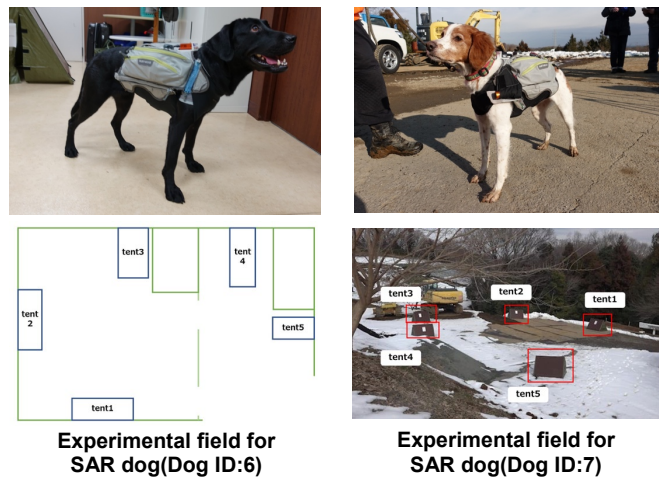 tent3
tent
4
tent
2
tent5
tent1
tent3
tent2
tent1
tent4
tent5
Experimental field for
SAR dog(Dog ID:6)
Experimental field for
SAR dog(Dog ID:7)